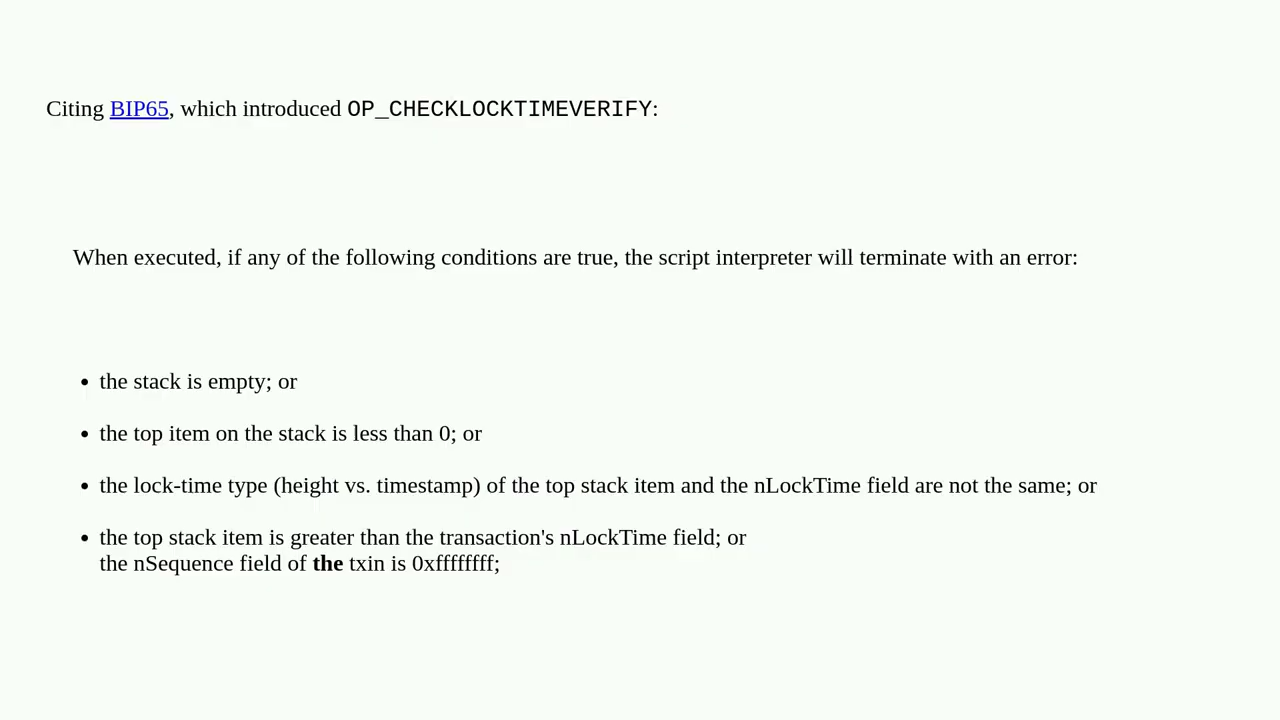 Citing BIP65, which introduced OP_CHECKLOCKTIMEVERIFY:
When executed, if any of the following conditions are true, the script interpreter will terminate with an error:
• the stack is empty; or
• the top item on the stack is less than 0; or
• the lock-time type (height vs. timestamp) of the top stack item and the nLockTime field are not the same; or
• the top stack item is greater than the transaction's nLockTime field; or
the nSequence field of the txin is 0xffffffff;